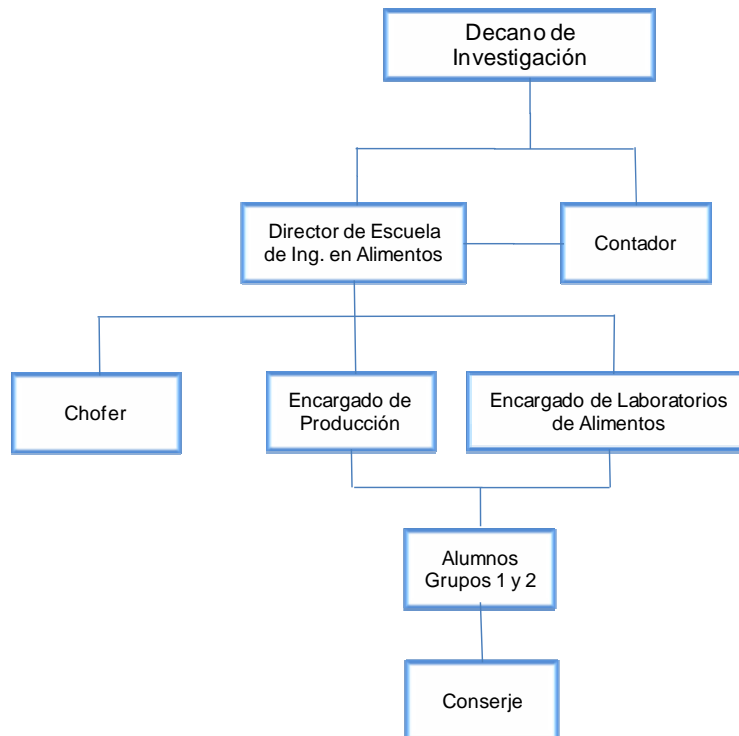 Decano de
Investigación
Director de Escuela
de Ing. en Alimentos
Contador
Chofer
Encargado de
Producción
Encargado de Laboratorios
de Alimentos
Alumnos
Grupos 1 y 2
Conserje